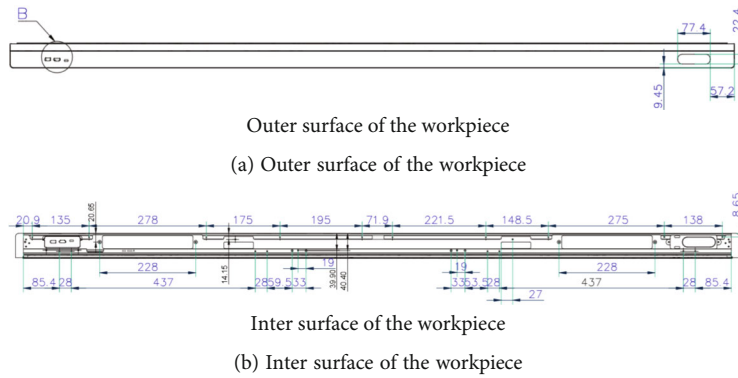 B
77.4
22.4
9.45
57.2
Outer surface of the workpiece
(a) Outer surface of the workpiece
20.9 135 20.65 278 175 195 71.9 221.5 148.5 275 138 8.65
228 14.15 19 39.90 40.40 19 228
85.4 28 437 28 59.5 33 33 53.5 28 437 28 85.4
27
Inter surface of the workpiece
(b) Inter surface of the workpiece